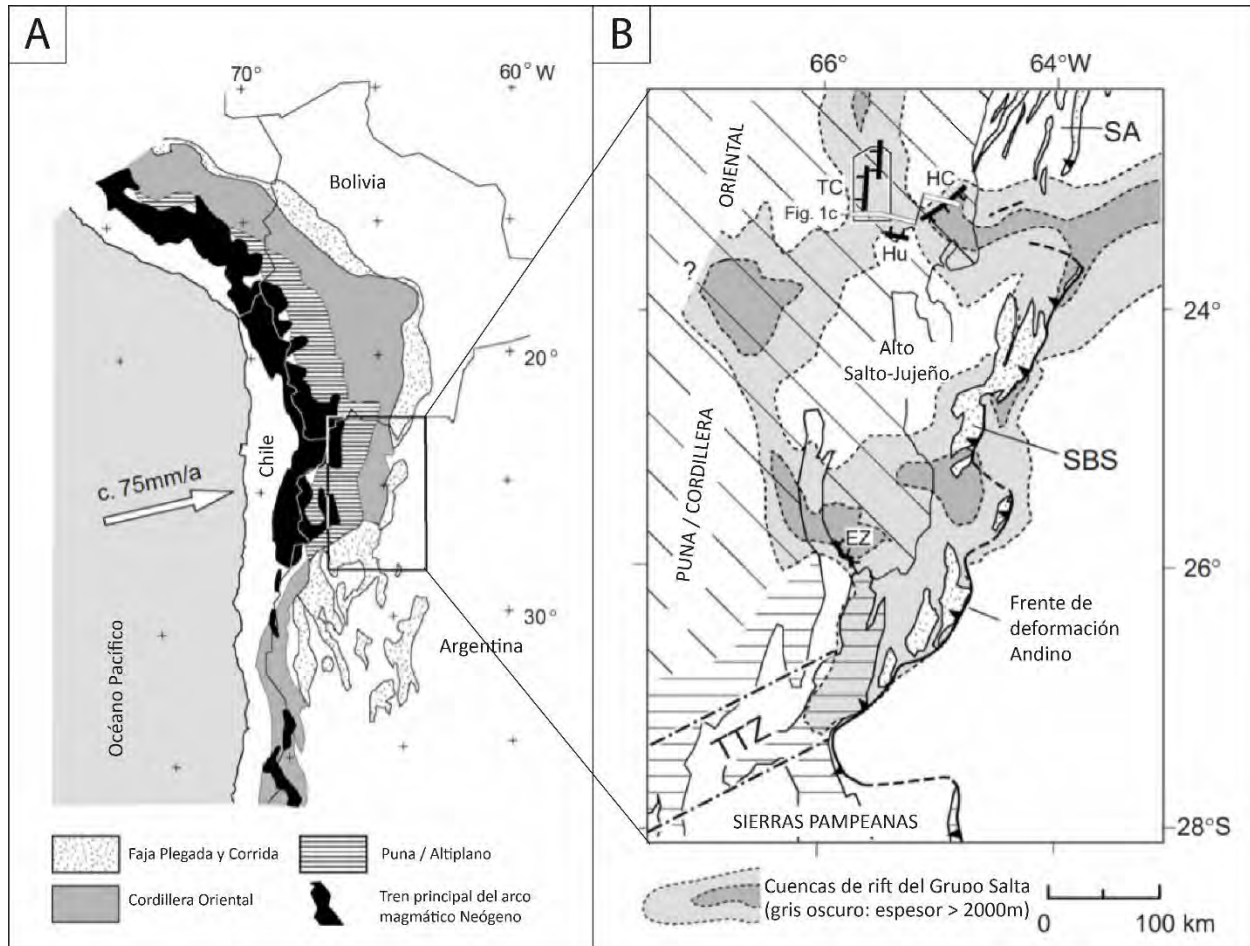 A
70°
60° W
Bolivia
20°
Chile
c. 75mm/a
30°
Argentina
Océano Pacífico
Faja Plegada y Corrida
Puna / Altiplano
Cordillera Oriental
Tren principal del arco
magmático Neógeno
B
66°
64°W
ORIENTAL
SA
TC
HC
Fig. 1c
Hu
?
24°
Alto
Salto-Jujeño
SBS
PUNA / CORDILLERA
EZ
26°
Frente de
deformación
Andino
TTZ
SIERRAS PAMPEANAS
28°S
Cuencas de rift del Grupo Salta
(gris oscuro: espesor > 2000m)
0
100 km